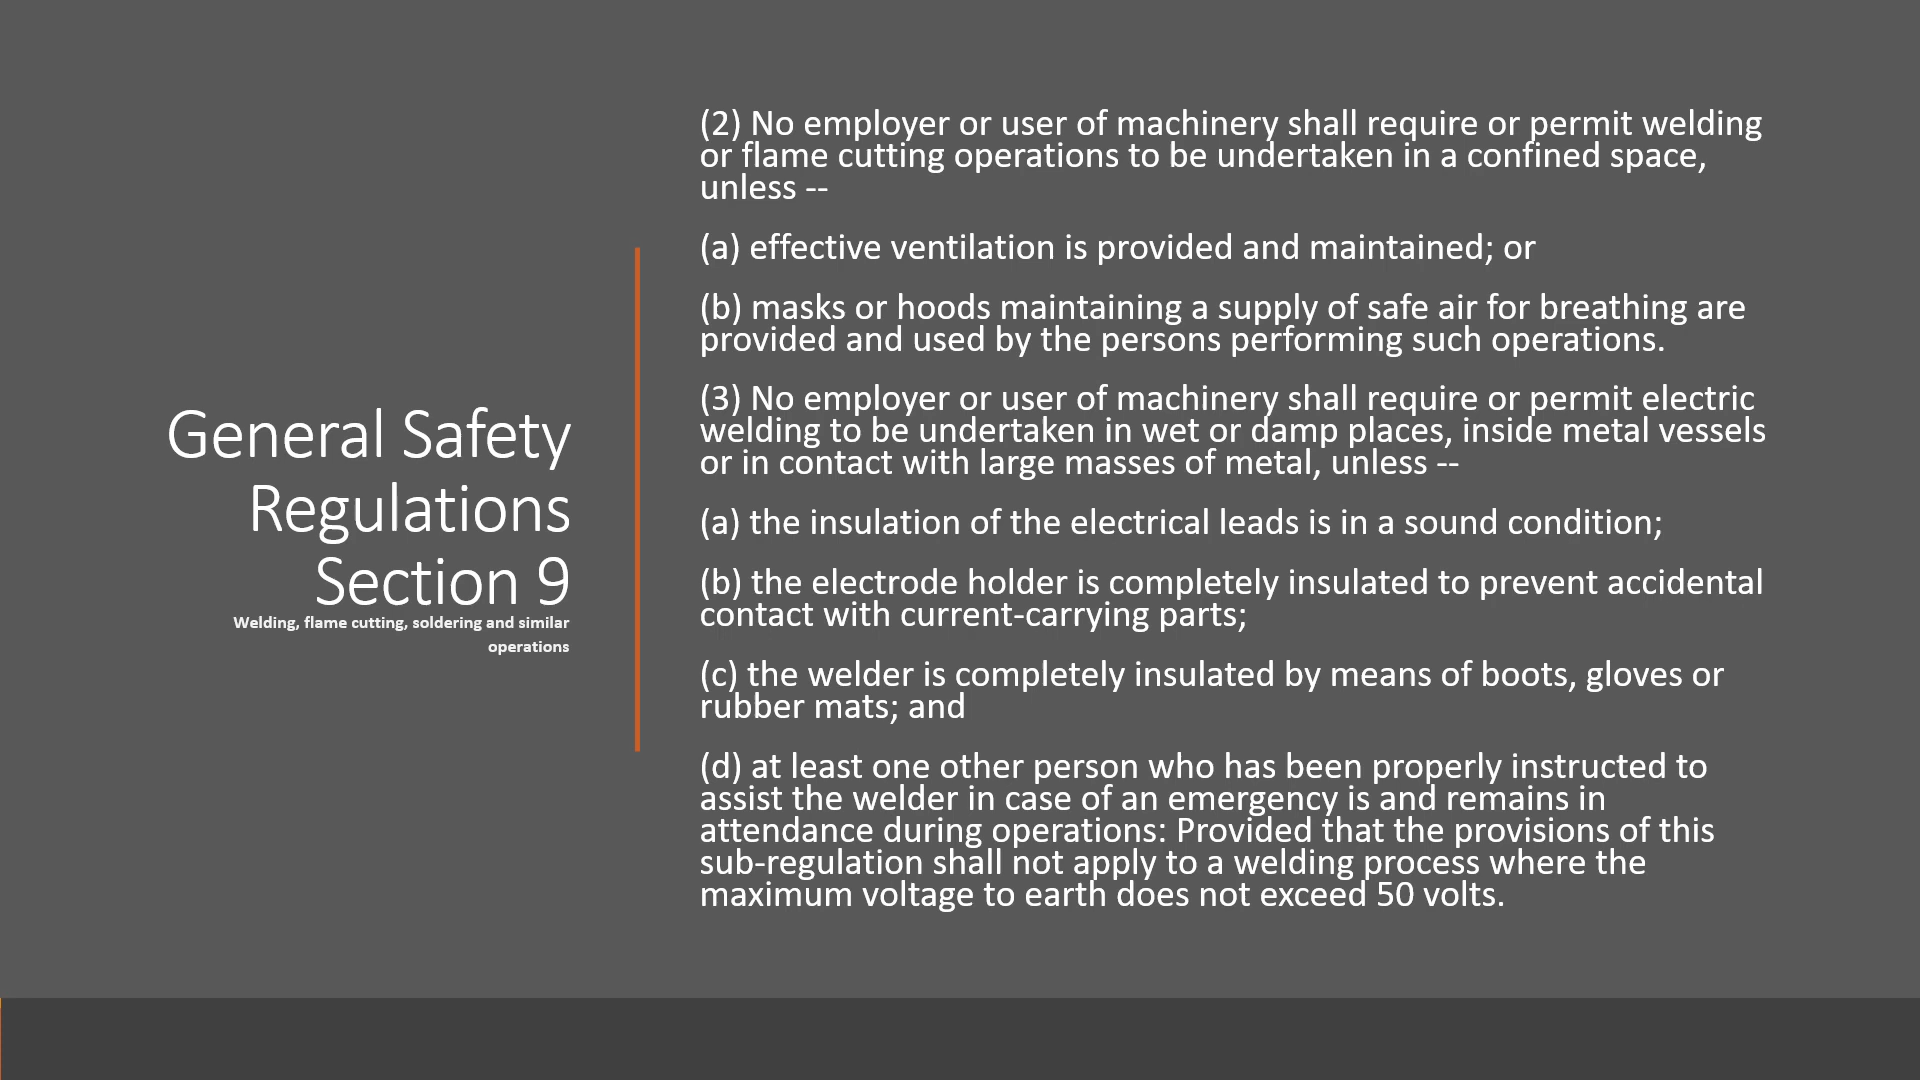 General Safety
Regulations
Section 9
Welding, flame cutting, soldering and similar
operations
(2) No employer or user of machinery shall require or permit welding
or flame cutting operations to be undertaken in a confined space,
unless --
(a) effective ventilation is provided and maintained; or
(b) masks or hoods maintaining a supply of safe air for breathing are
provided and used by the persons performing such operations.
(3) No employer or user of machinery shall require or permit electric
welding to be undertaken in wet or damp places, inside metal vessels
or in contact with large masses of metal, unless --
(a) the insulation of the electrical leads is in a sound condition;
(b) the electrode holder is completely insulated to prevent accidental
contact with current-carrying parts;
(c) the welder is completely insulated by means of boots, gloves or
rubber mats; and
(d) at least one other person who has been properly instructed to
assist the welder in case of an emergency is and remains in
attendance during operations: Provided that the provisions of this
sub-regulation shall not apply to a welding process where the
maximum voltage to earth does not exceed 50 volts.